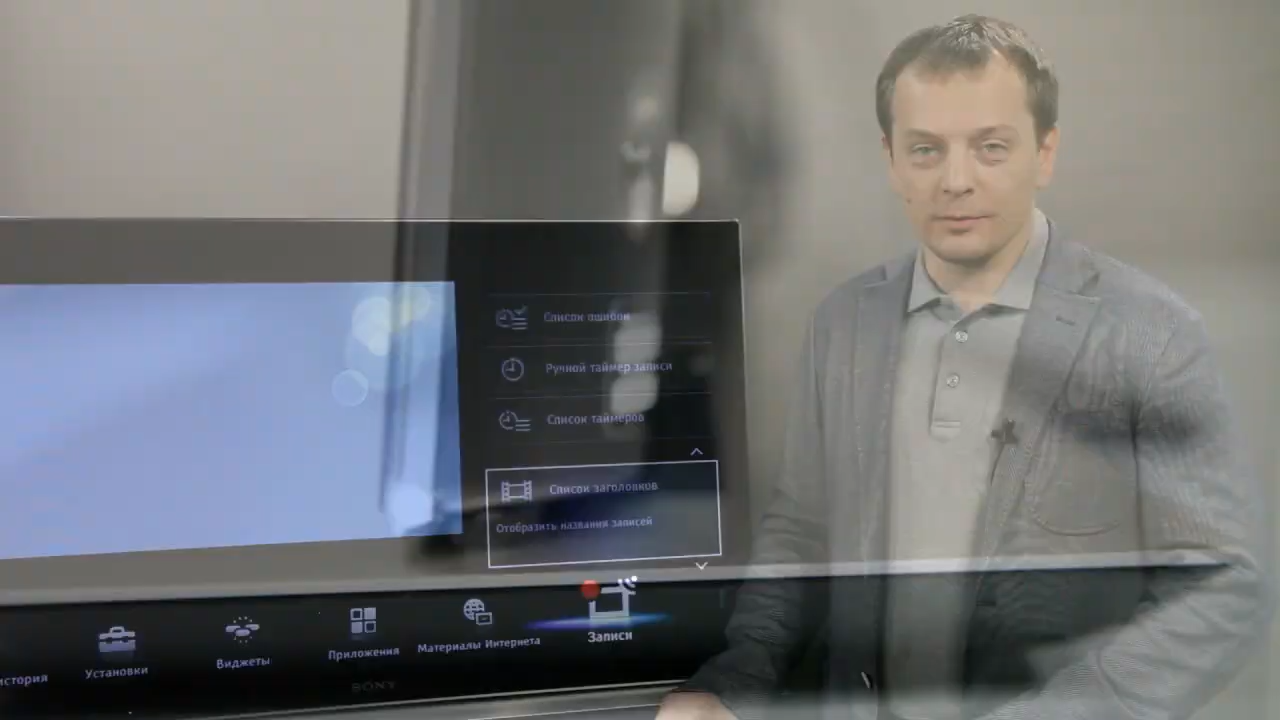 Список ошибок
Ручной таймер записи
Список таймеров
Список заголовков
Отобразить названия записей
история
Установки
Виджеты
Приложения
Материалы Интернета
Записи
SONY